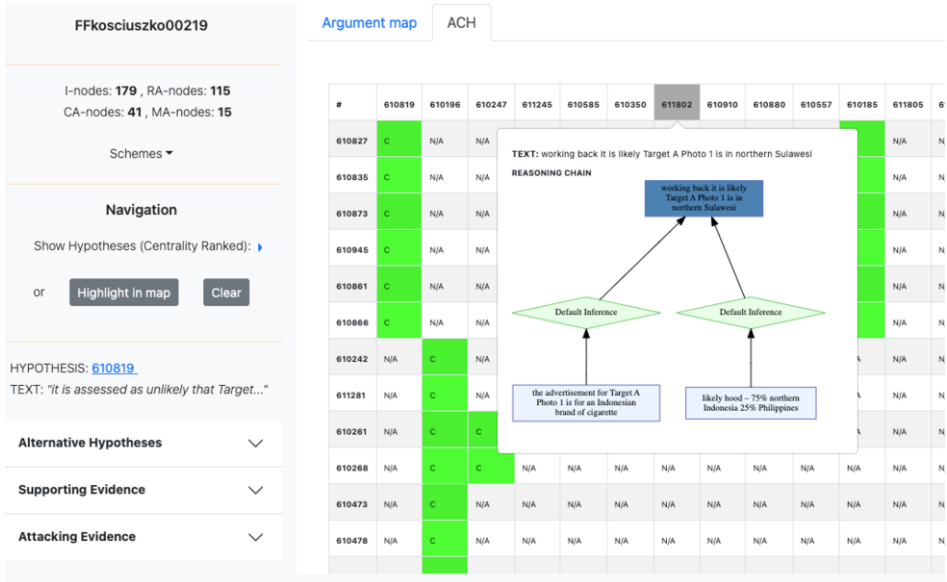 FFkosciuszko00219
I-nodes: 179 , RA-nodes: 115
CA-nodes: 41 , MA-nodes: 15
Schemes
Navigation
Show Hypotheses (Centrality Ranked):
or Highlight in map Clear
HYPOTHESIS: 610819
TEXT: "it is assessed as unlikely that Target..."
Alternative Hypotheses
Supporting Evidence
Attacking Evidence
Argument map ACH
# 610819 610196 610247 611245 610585 610350 611802 610910 610880 610557 610185 611805
610827 C N/A N/A N/A
610835 C N/A N/A N/A
610873 C N/A N/A N/A
610945 C N/A N/A N/A
610861 C N/A N/A N/A
610866 C N/A N/A N/A
610242 N/A C N/A N/A
611281 N/A C N/A N/A
610261 N/A C C N/A
610268 N/A C C N/A N/A N/A N/A N/A N/A N/A N/A N/A
610473 N/A C N/A N/A N/A N/A N/A N/A N/A N/A N/A N/A
610478 N/A C N/A N/A N/A N/A N/A N/A N/A N/A N/A N/A
TEXT: working back it is likely Target A Photo 1 is in northern Sulawesi
REASONING CHAIN
working back it is likely
Target A Photo 1 is in
northern Sulawesi
Default Inference Default Inference
the advertisement for Target A
Photo 1 is for an Indonesian
brand of cigarette
likely hood – 75% northern
Indonesia 25% Philippines